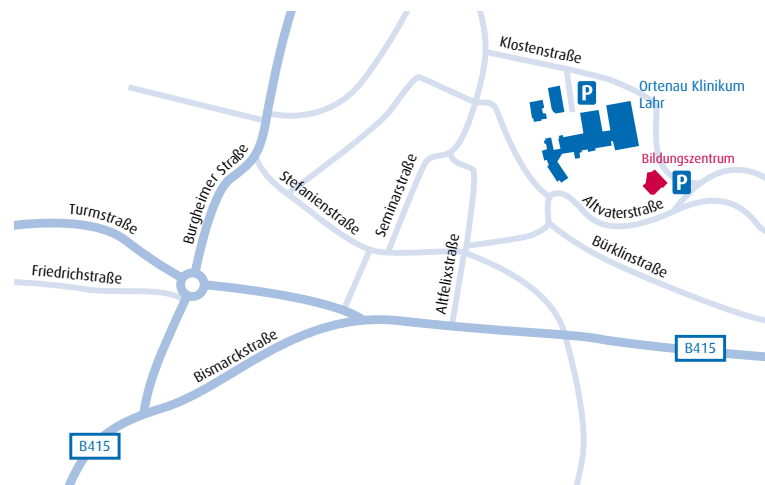 Klostenstraße
P
Ortenau Klinikum
Lahr
Bildungszentrum
P
Burgheimer Straße
Stefanienstraße
Seminarstraße
Altvaterstraße
Turmstraße
Bürklinstraße
Friedrichstraße
Altfelixstraße
Bismarckstraße
B415
B415